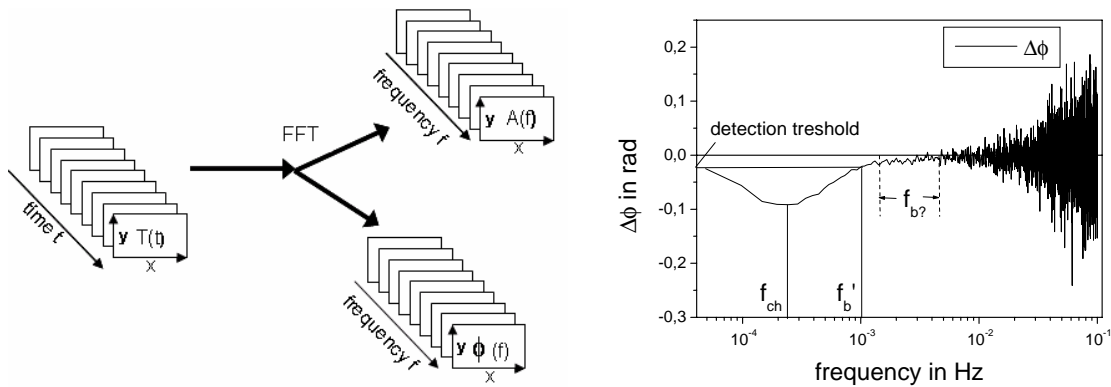 time t
y T(t)
x
FFT
frequency f
y A(f)
x
frequency f
y ϕ (f)
x
Δϕ in rad
0,2
0,1
0,0
-0,1
-0,2
-0,3
Δϕ
detection treshold
f_b?
f_ch
f_b'
10^-4
10^-3
10^-2
10^-1
frequency in Hz